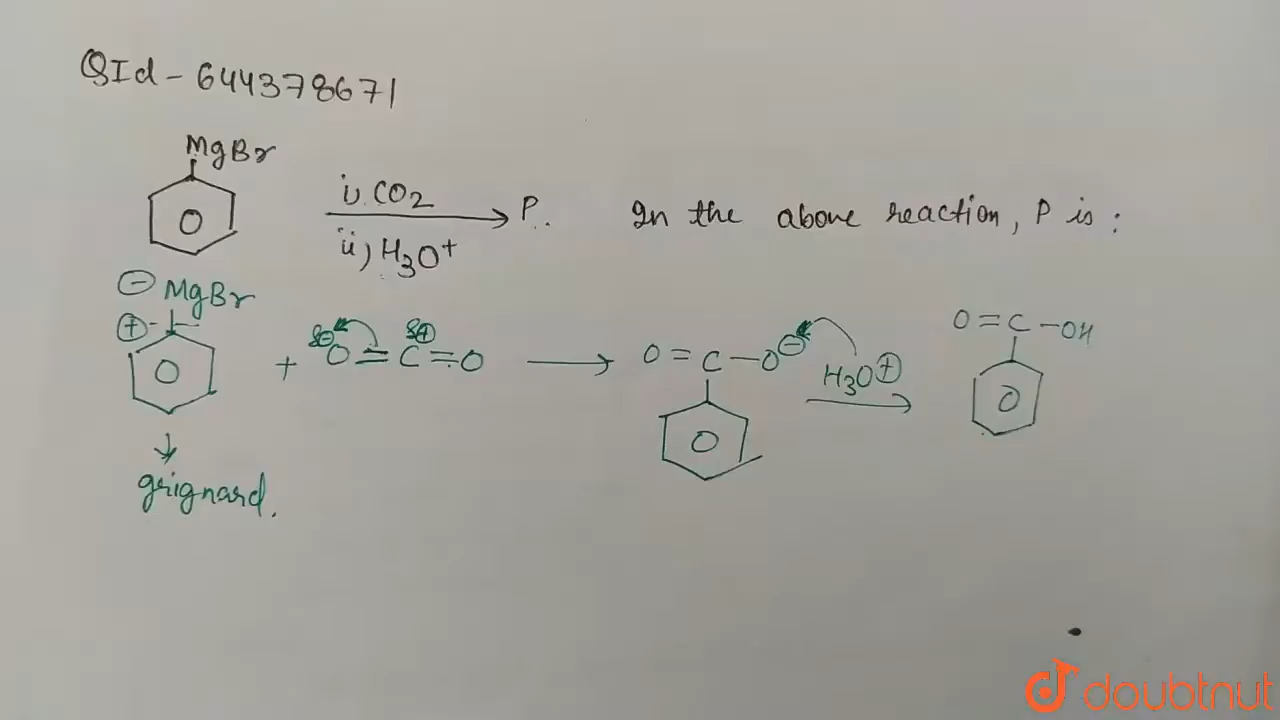 QId - 644378671
MgBr
i) CO2
ii) H3O+
P. In the above reaction, P is :
⊖ MgBr
⊕
+ δ⊖ O = C δ⊕ = O
O = C - O⊖
H3O⊕
O = C - OH
grignard.
doubtnut